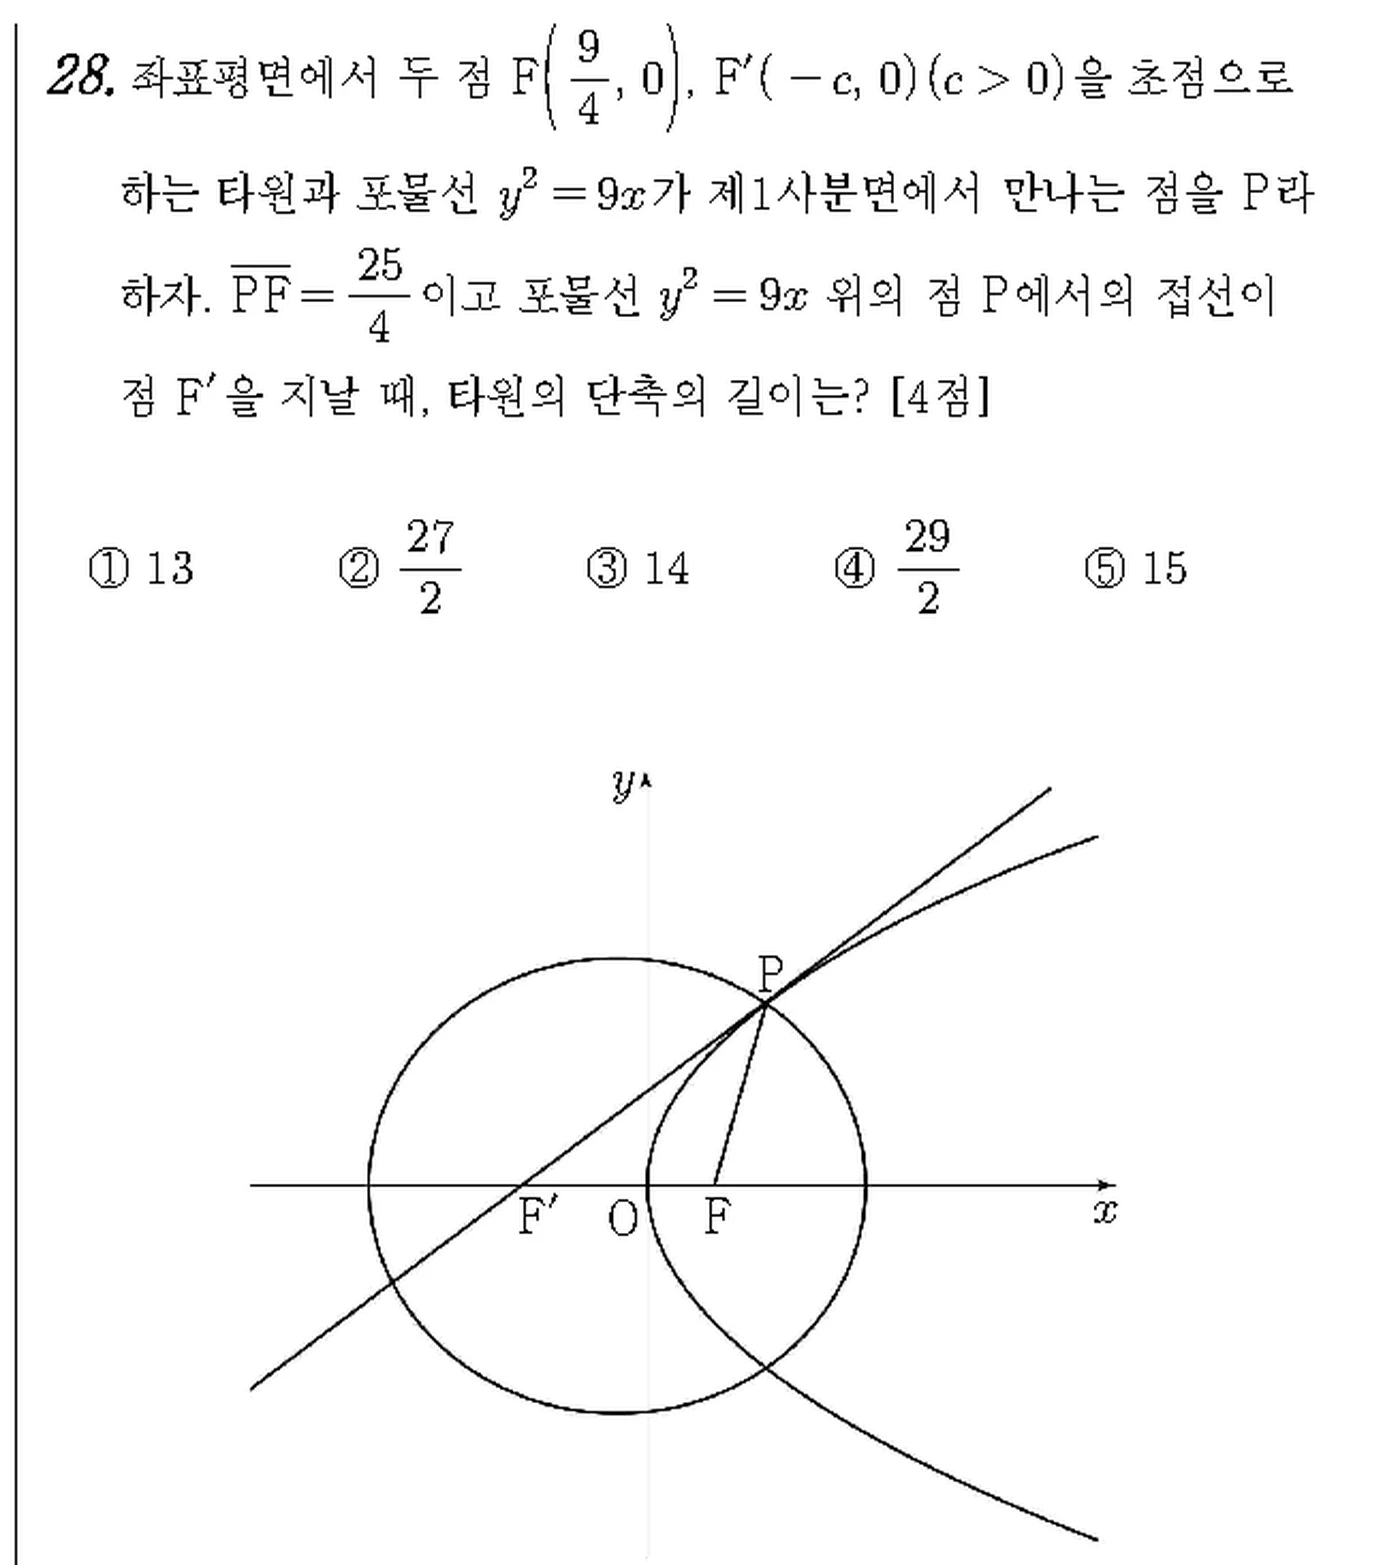 28. 좌표평면에서 두 점 F(9/4, 0), F′(−c, 0)(c > 0)을 초점으로
하는 타원과 포물선 y² = 9x가 제1사분면에서 만나는 점을 P라
하자. P̅F̅ = 25/4 이고 포물선 y² = 9x 위의 점 P에서의 접선이
점 F′을 지날 때, 타원의 단축의 길이는? [4점]
① 13 ② 27/2 ③ 14 ④ 29/2 ⑤ 15
y
P
F′ O F x